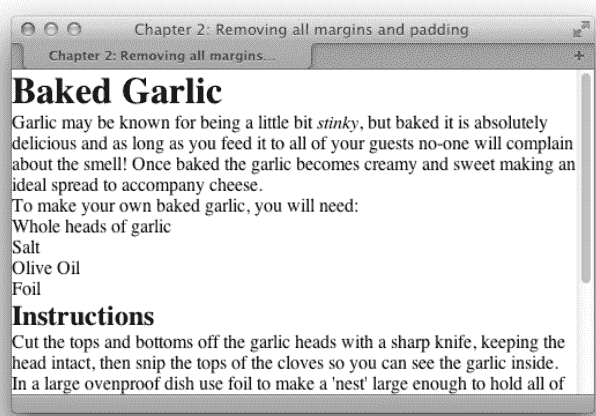 Chapter 2: Removing all margins and padding
Chapter 2: Removing all margins...
Baked Garlic
Garlic may be known for being a little bit stinky, but baked it is absolutely
delicious and as long as you feed it to all of your guests no-one will complain
about the smell! Once baked the garlic becomes creamy and sweet making an
ideal spread to accompany cheese.
To make your own baked garlic, you will need:
Whole heads of garlic
Salt
Olive Oil
Foil
Instructions
Cut the tops and bottoms off the garlic heads with a sharp knife, keeping the
head intact, then snip the tops of the cloves so you can see the garlic inside.
In a large ovenproof dish use foil to make a 'nest' large enough to hold all of